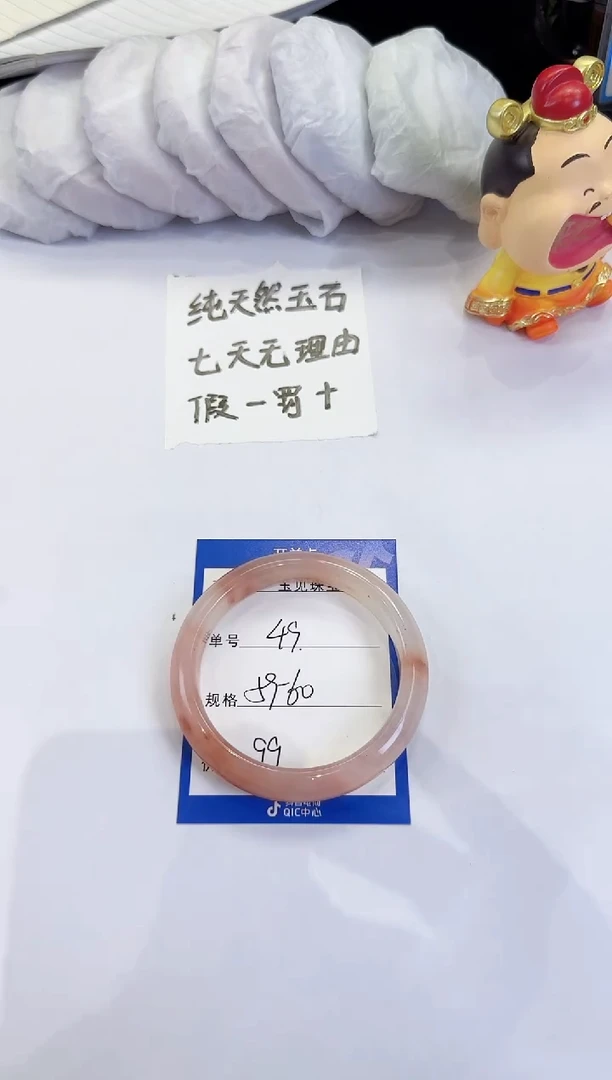 纯天然玉石
七天无理由
假一罚十
单号 49.
规格 59-60
99
QIC中心